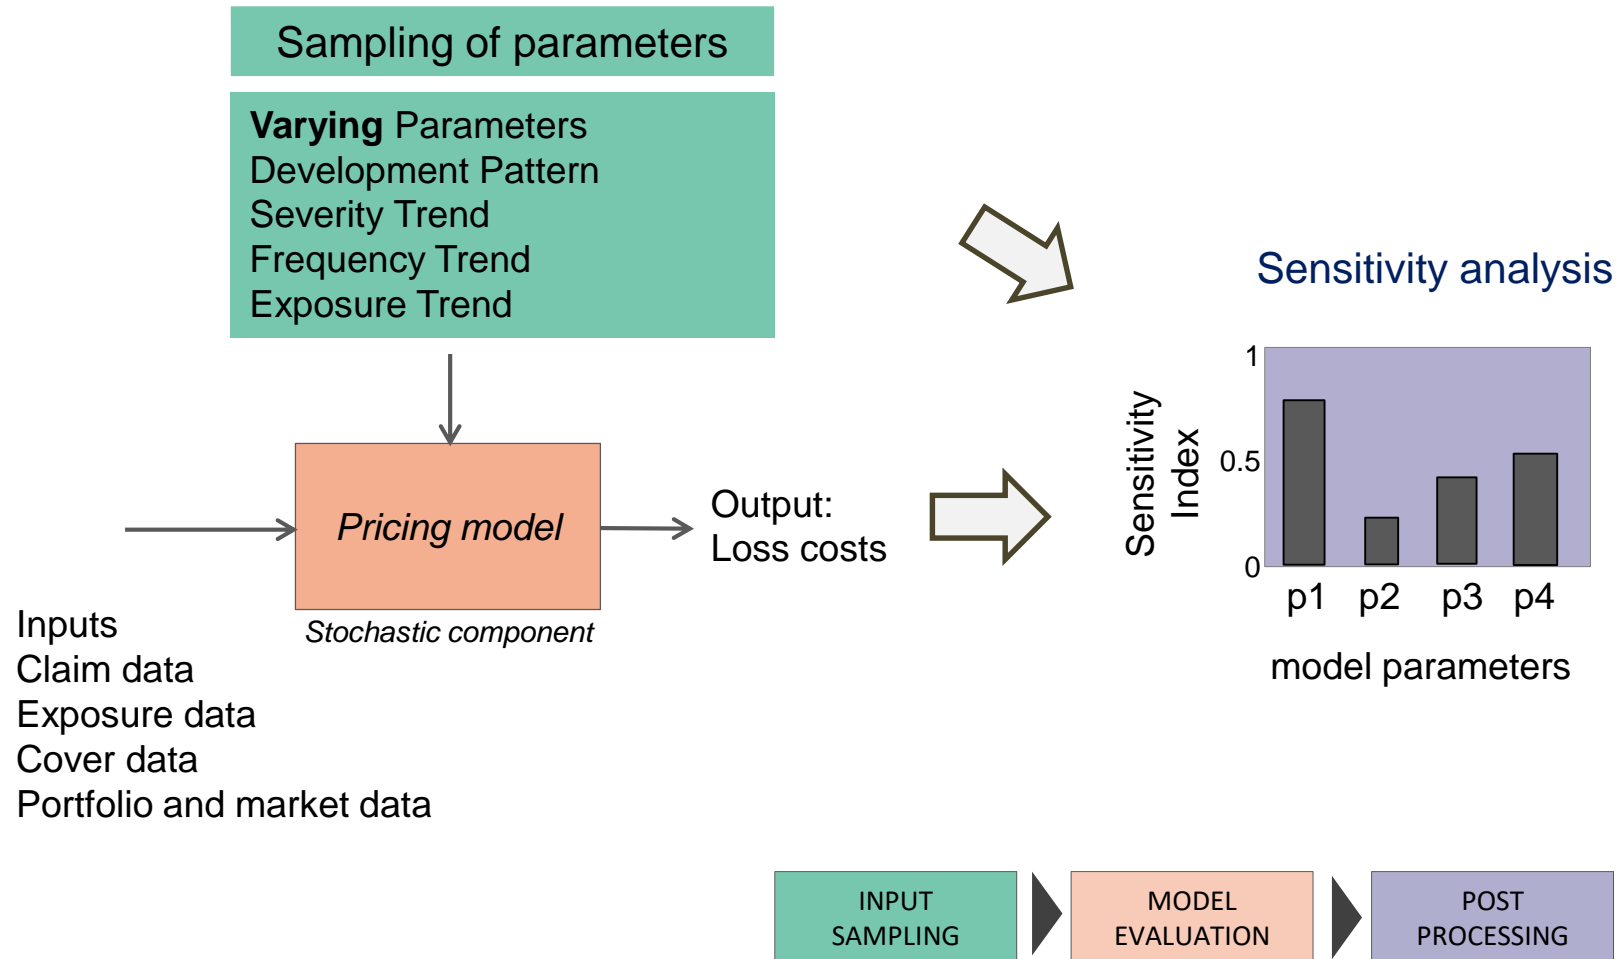 Sampling of parameters
Varying Parameters
Development Pattern
Severity Trend
Frequency Trend
Exposure Trend
Pricing model
Stochastic component
Output:
Loss costs
Inputs
Claim data
Exposure data
Cover data
Portfolio and market data
Sensitivity analysis
Sensitivity
Index
1
0.5
0
p1 p2 p3 p4
model parameters
INPUT
SAMPLING
MODEL
EVALUATION
POST
PROCESSING